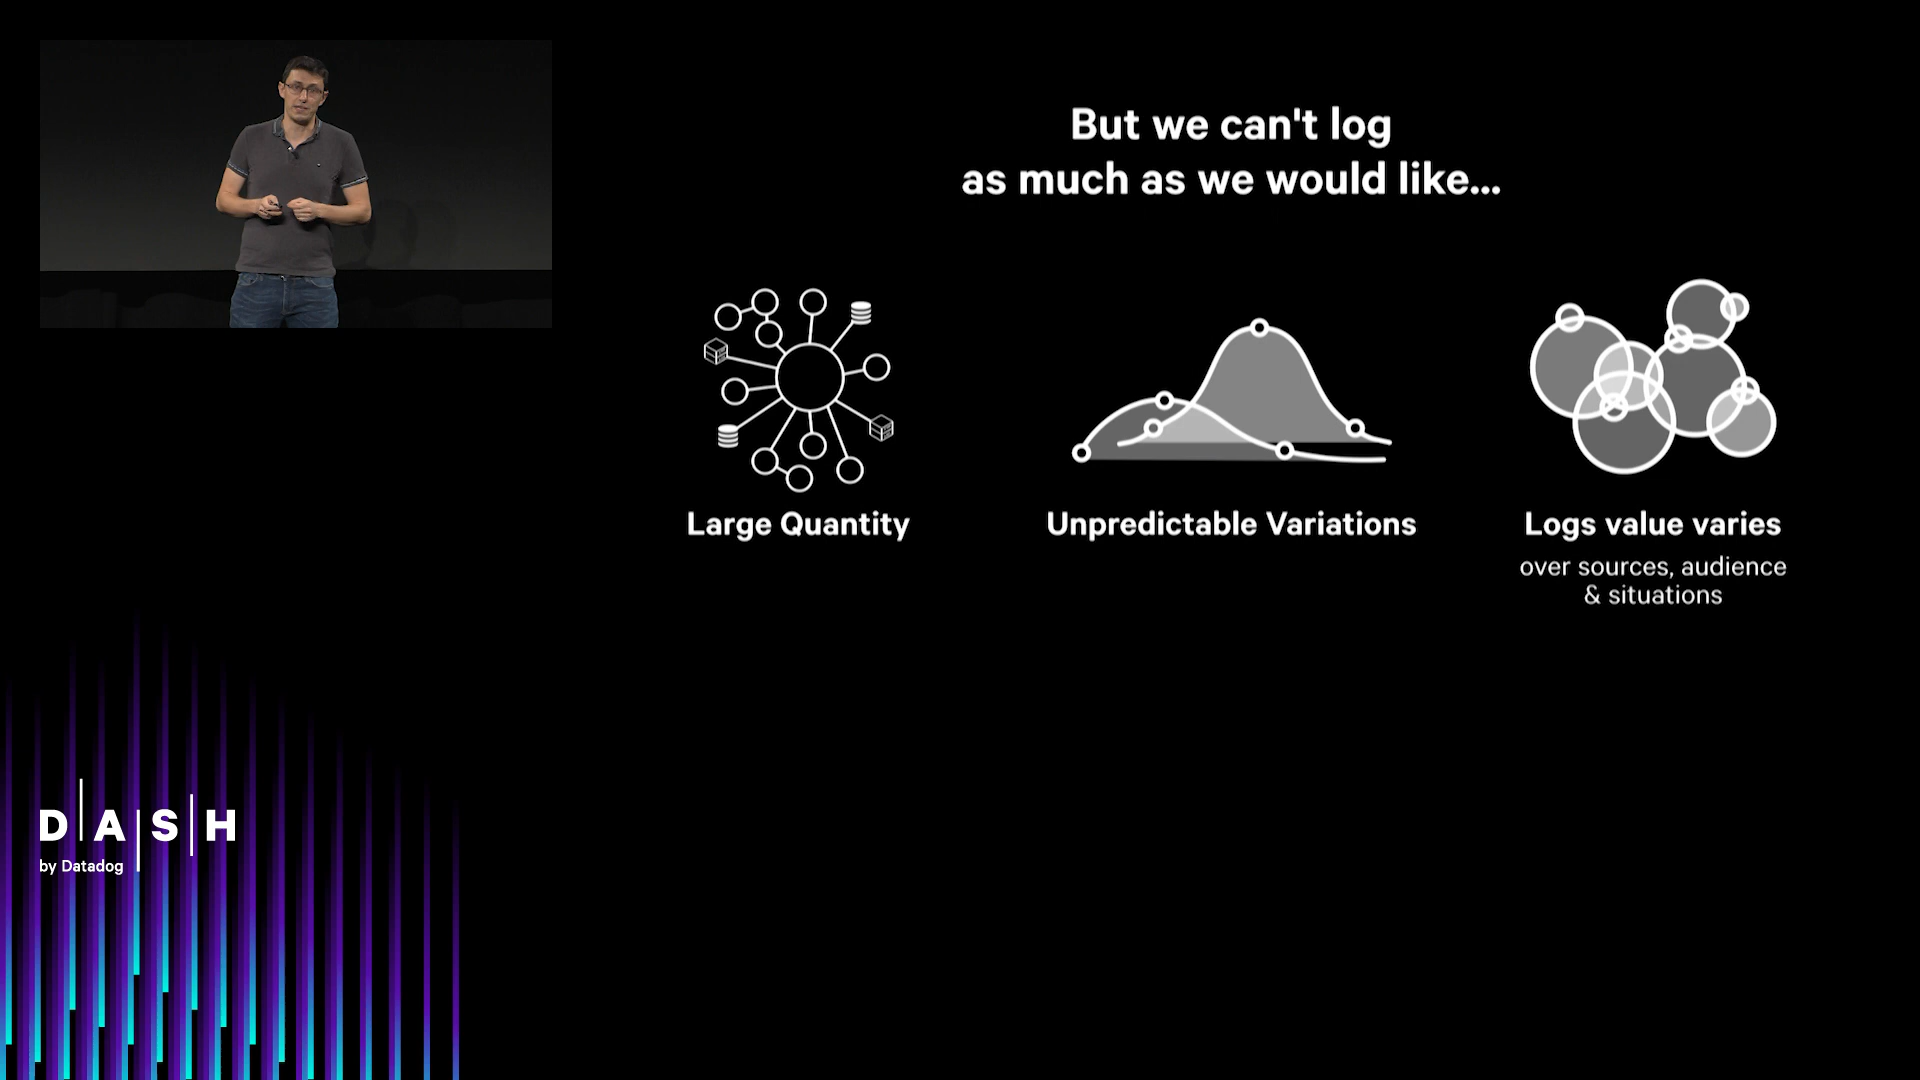 But we can't log
as much as we would like...
Large Quantity
Unpredictable Variations
Logs value varies
over sources, audience
& situations
DASH
by Datadog